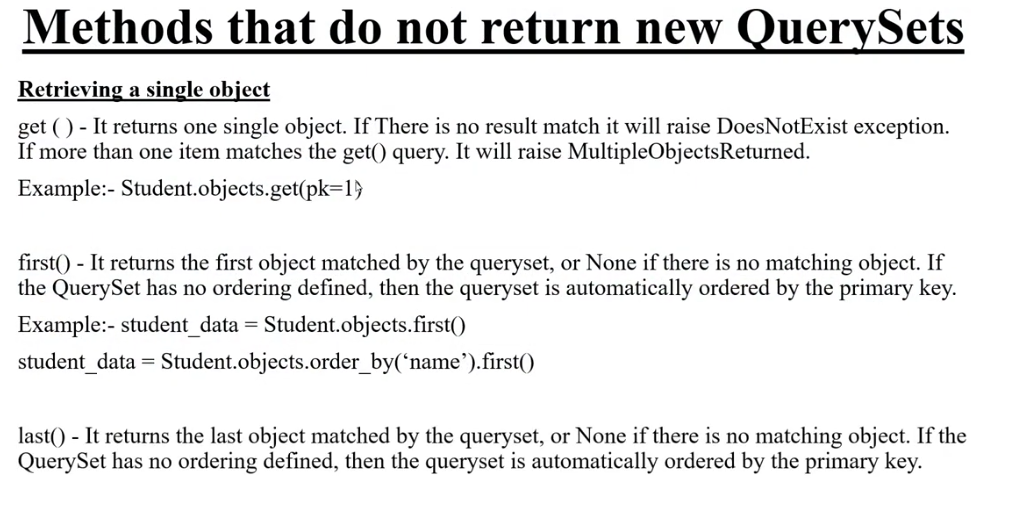 Methods that do not return new QuerySets
Retrieving a single object
get ( ) - It returns one single object. If There is no result match it will raise DoesNotExist exception.
If more than one item matches the get() query. It will raise MultipleObjectsReturned.
Example:- Student.objects.get(pk=1)
first() - It returns the first object matched by the queryset, or None if there is no matching object. If
the QuerySet has no ordering defined, then the queryset is automatically ordered by the primary key.
Example:- student_data = Student.objects.first()
student_data = Student.objects.order_by(‘name’).first()
last() - It returns the last object matched by the queryset, or None if there is no matching object. If the
QuerySet has no ordering defined, then the queryset is automatically ordered by the primary key.